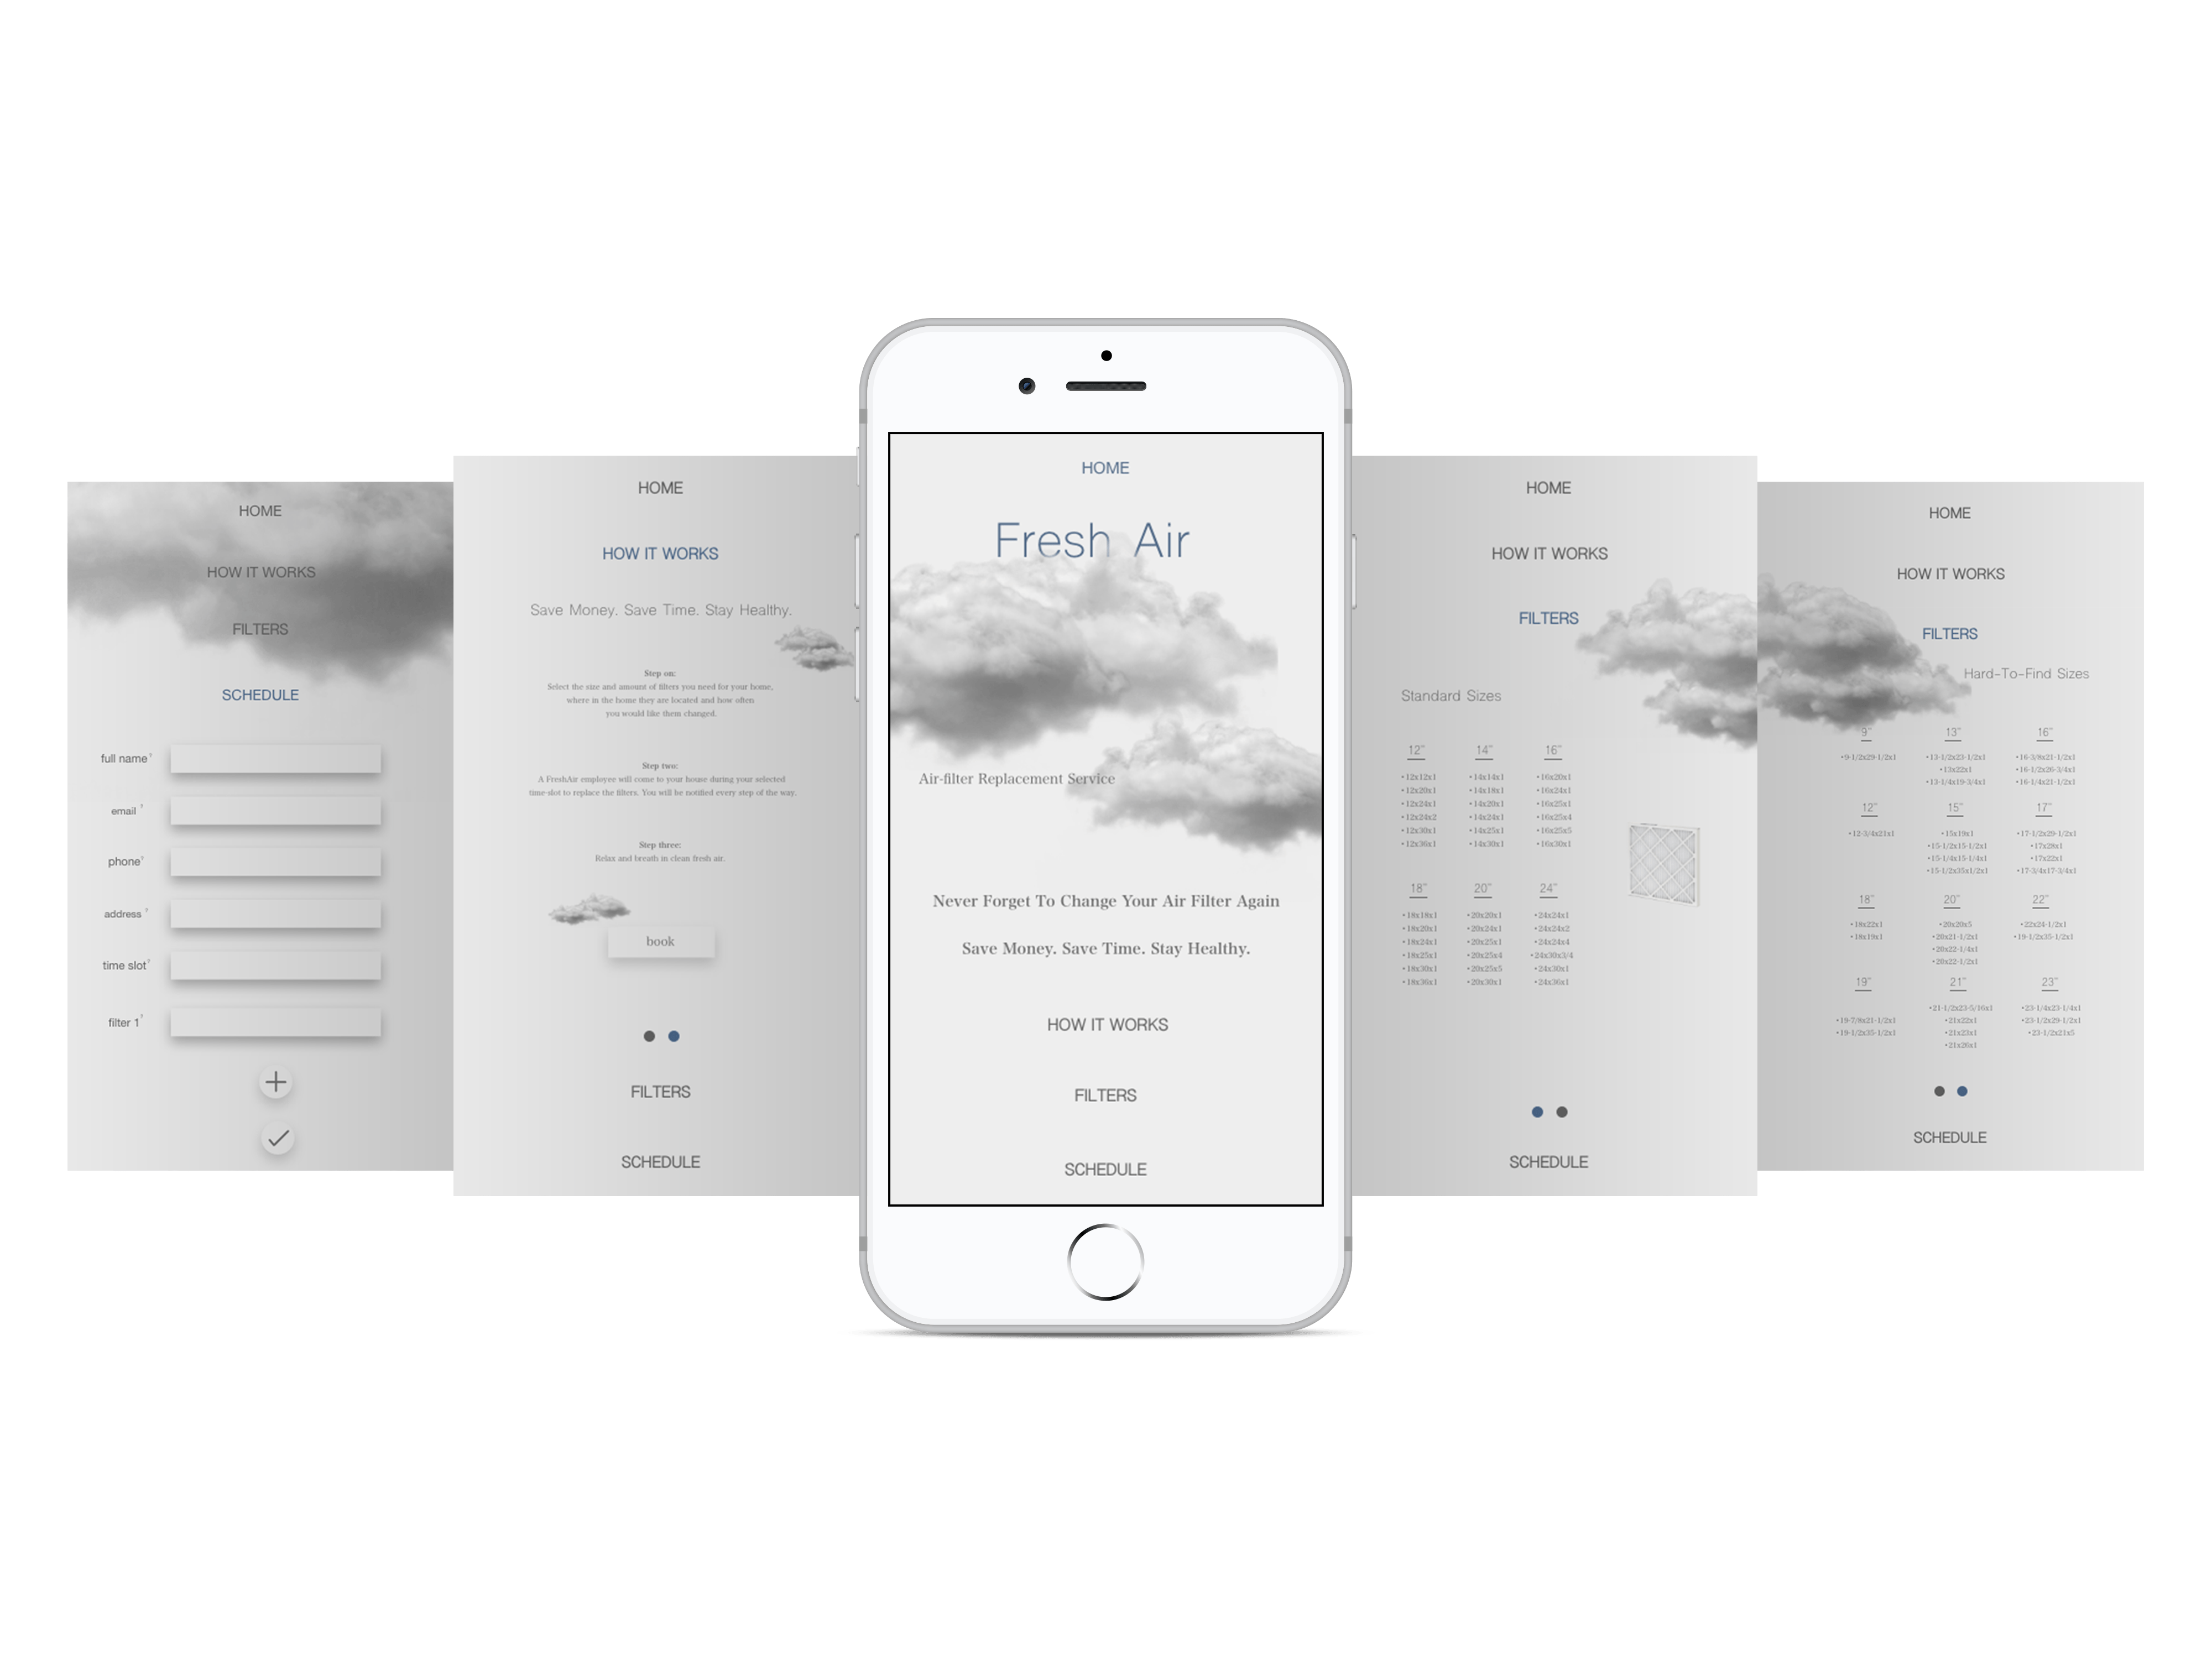 HOME
HOW IT WORKS
FILTERS
SCHEDULE
full name
email
phone
address
time slot
filter 1
HOME
HOW IT WORKS
Save Money. Save Time. Stay Healthy.
Step on:
Select the size and amount of filters you need for your home,
where in the home they are located and how often
you would like them changed.
Step two:
A FreshAir employee will come to your house during your selected
time-slot to replace the filters. You will be notified every step of the way.
Step three:
Relax and breath in clean fresh air.
book
FILTERS
SCHEDULE
HOME
Fresh Air
Air-filter Replacement Service
Never Forget To Change Your Air Filter Again
Save Money. Save Time. Stay Healthy.
HOW IT WORKS
FILTERS
SCHEDULE
HOME
HOW IT WORKS
FILTERS
Standard Sizes
12" 14" 16"
•12x12x1 •14x14x1 •16x20x1
•12x20x1 •14x18x1 •16x24x1
•12x24x1 •14x20x1 •16x25x1
•12x24x2 •14x24x1 •16x25x4
•12x30x1 •14x25x1 •16x25x5
•12x36x1 •14x30x1 •16x30x1
18" 20" 24"
•18x18x1 •20x20x1 •24x24x1
•18x20x1 •20x24x1 •24x24x2
•18x24x1 •20x25x1 •24x24x4
•18x25x1 •20x25x4 •24x30x3/4
•18x30x1 •20x25x5 •24x30x1
•18x36x1 •20x30x1 •24x36x1
SCHEDULE
HOME
HOW IT WORKS
FILTERS
Hard-To-Find Sizes
9" 13" 16"
•9-1/2x29-1/2x1 •13-1/2x23-1/2x1 •16-3/8x21-1/2x1
•13x22x1 •16-1/2x26-3/4x1
•13-1/4x19-3/4x1 •16-1/4x21-1/2x1
12" 15" 17"
•12-3/4x21x1 •15x19x1 •17-1/2x29-1/2x1
•15-1/2x15-1/2x1 •17x28x1
•15-1/4x15-1/4x1 •17x22x1
•15-1/2x35x1/2x1 •17-3/4x17-3/4x1
18" 20" 22"
•18x22x1 •20x20x5 •22x24-1/2x1
•18x19x1 •20x21-1/2x1 •19-1/2x35-1/2x1
•20x22-1/4x1
•20x22-1/2x1
19" 21" 23"
•21-1/2x23-5/16x1 •23-1/4x23-1/4x1
•19-7/8x21-1/2x1 •21x22x1 •23-1/2x29-1/2x1
•19-1/2x35-1/2x1 •21x23x1 •23-1/2x21x5
•21x26x1
SCHEDULE